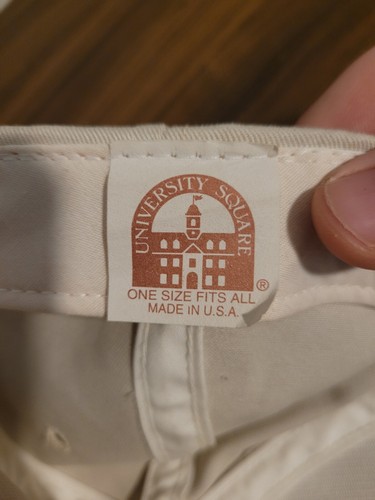 UNIVERSITY SQUARE
®
ONE SIZE FITS ALL
MADE IN U.S.A.